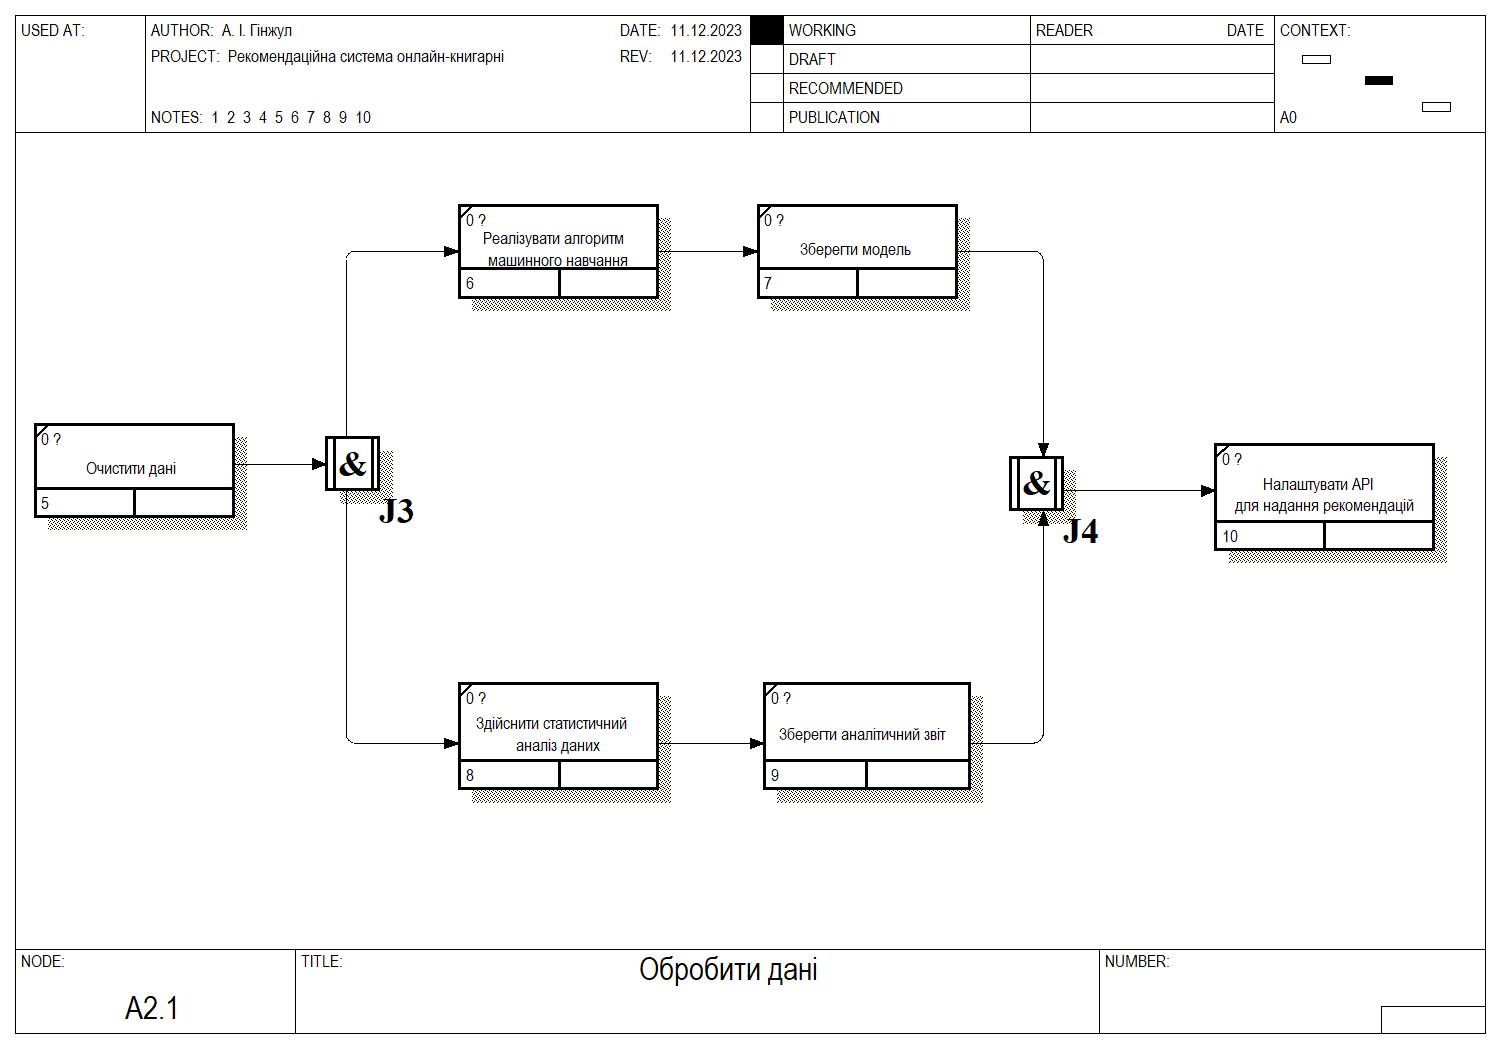 USED AT:
AUTHOR: А. І. Гінжул
DATE: 11.12.2023
PROJECT: Рекомендаційна система онлайн-книгарні
REV: 11.12.2023
NOTES: 1 2 3 4 5 6 7 8 9 10
WORKING
DRAFT
RECOMMENDED
PUBLICATION
READER DATE
CONTEXT:
A0
0 ?
Реалізувати алгоритм
машинного навчання
6
0 ?
Зберегти модель
7
0 ?
Очистити дані
5
&
J3
&
J4
0 ?
Налаштувати API
для надання рекомендацій
10
0 ?
Здійснити статистичний
аналіз даних
8
0 ?
Зберегти аналітичний звіт
9
NODE:
A2.1
TITLE:
Обробити дані
NUMBER: